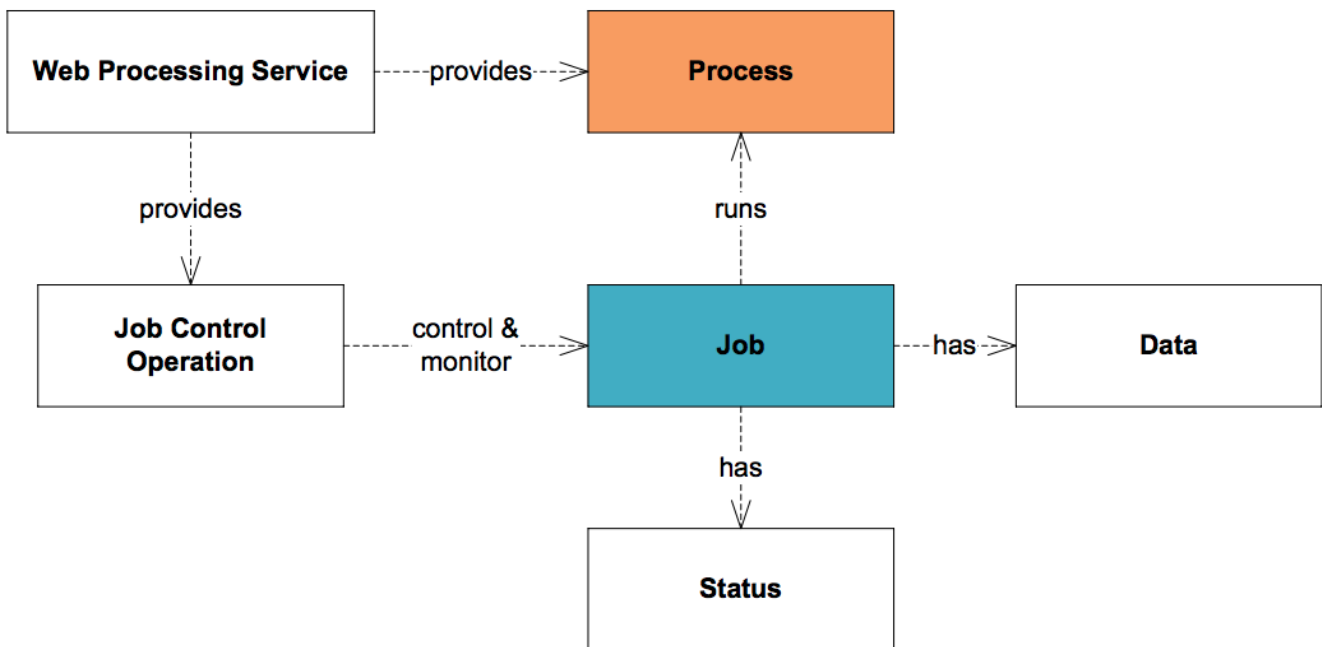 Web Processing Service
provides
Process
provides
runs
Job Control
Operation
control &
monitor
Job
has
Data
has
Status